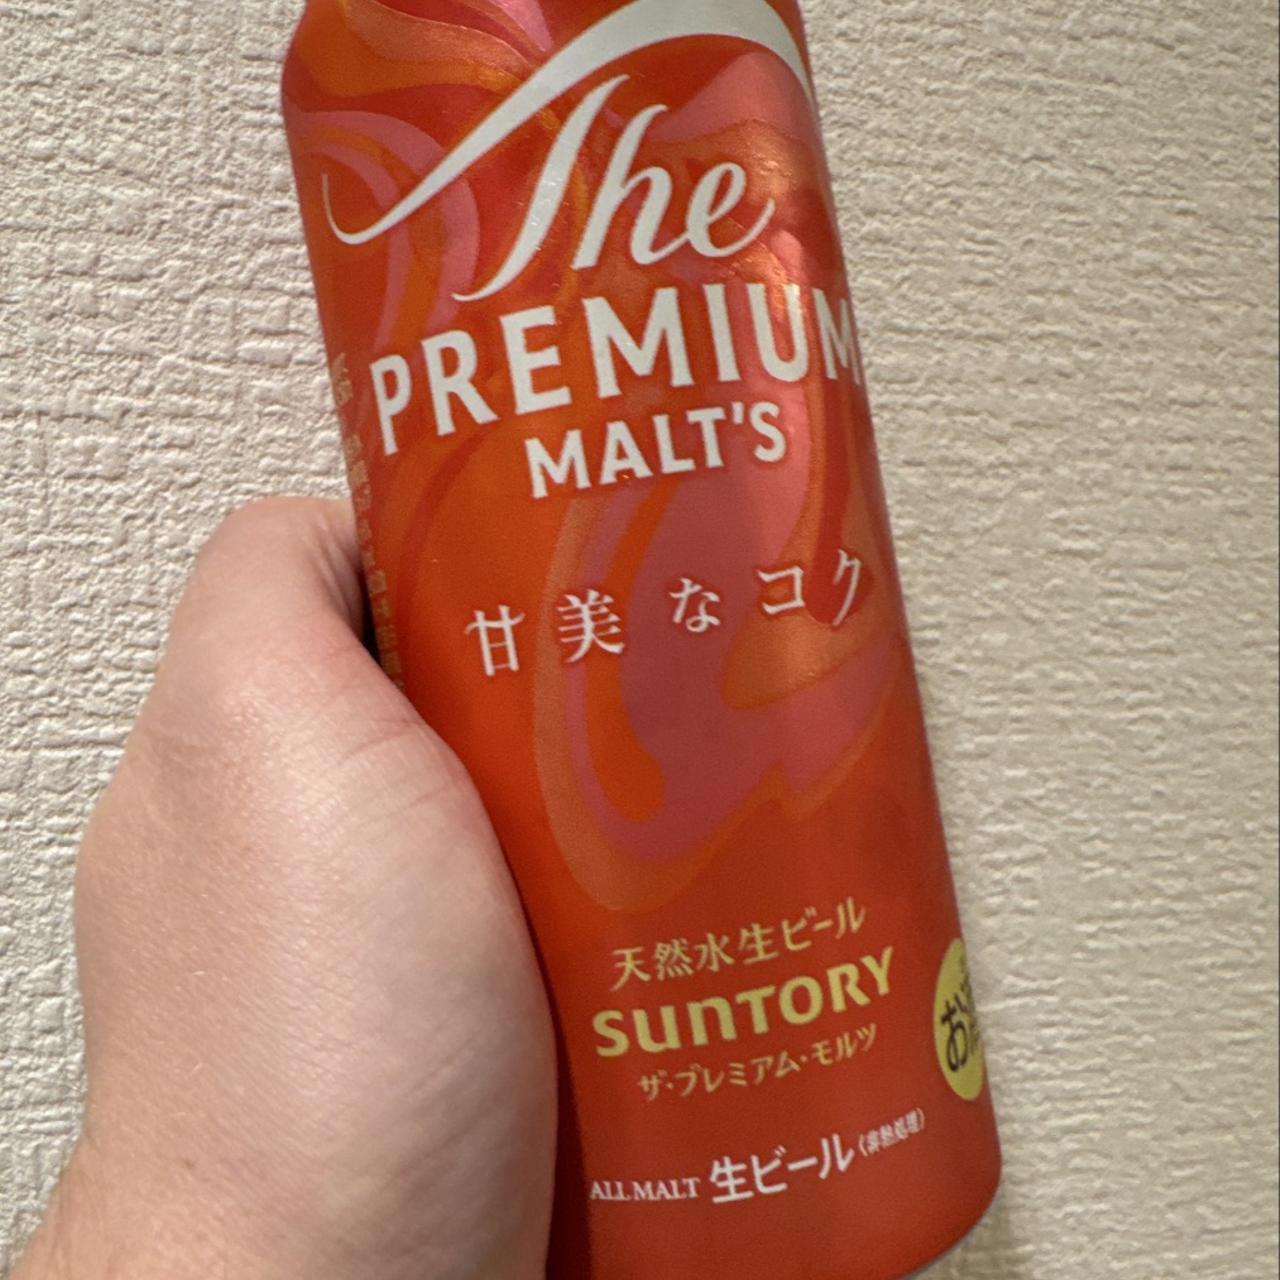 The
PREMIUM
MALT'S
甘美なコク
天然水生ビール
SUNTORY
ザ・プレミアム・モルツ
ALL MALT 生ビール(非熱処理)
お